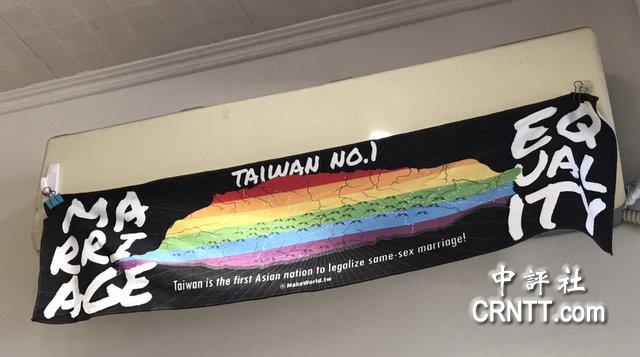 TAIWAN NO.1
MA
RRI
AGE
EQ
UAL
ITY
Taiwan is the first Asian nation to legalize same-sex marriage!
© MakeWorld.tw
中評社
CRNTT.com